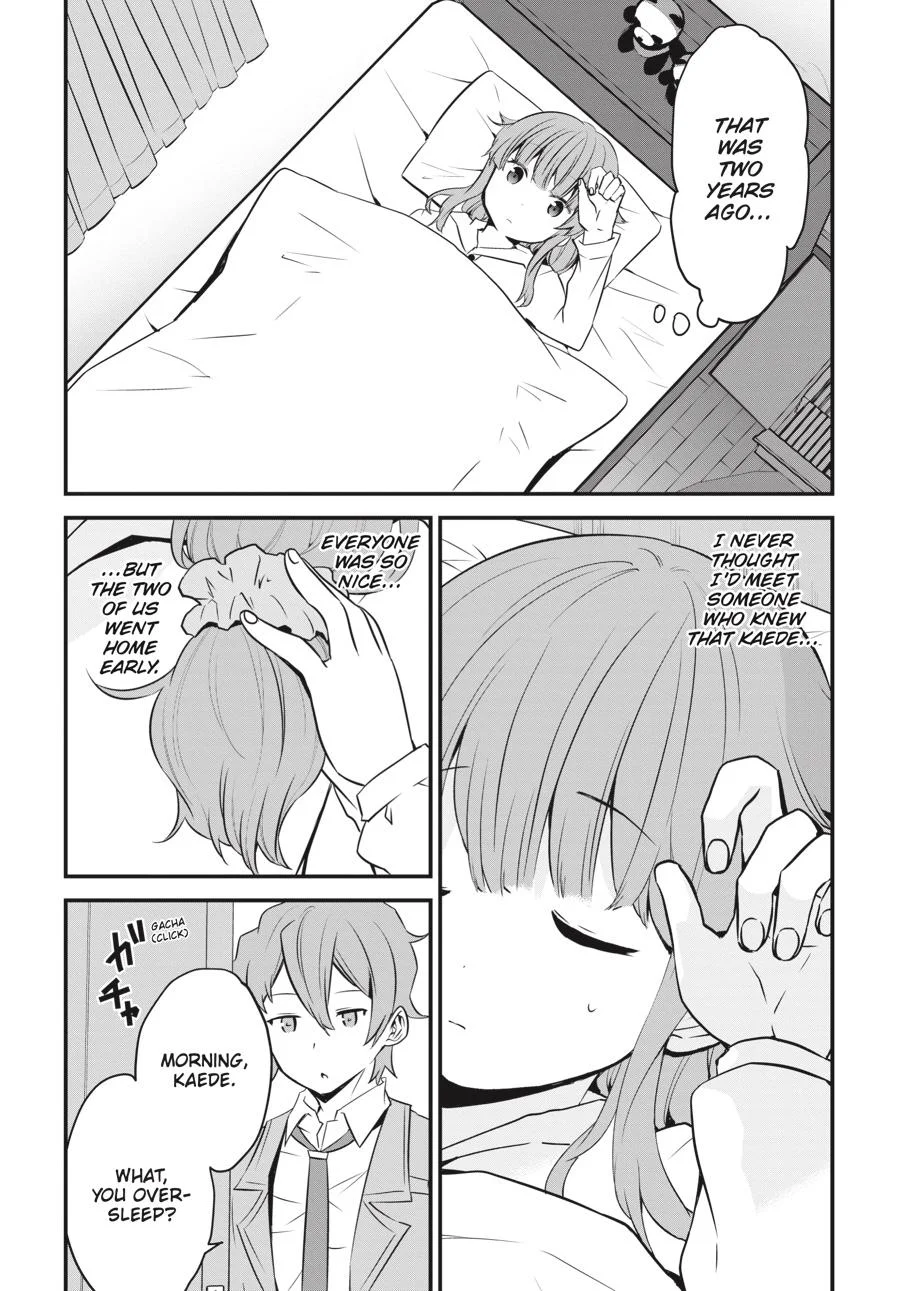 THAT
WAS
TWO
YEARS
AGO...
I NEVER
THOUGHT
I'D MEET
SOMEONE
WHO KNEW
THAT KAEDE...
EVERYONE
WAS SO
NICE...
...BUT
THE TWO
OF US
WENT
HOME
EARLY.
ガチャ
GACHA
(CLICK)
MORNING,
KAEDE.
WHAT,
YOU OVER-
SLEEP?